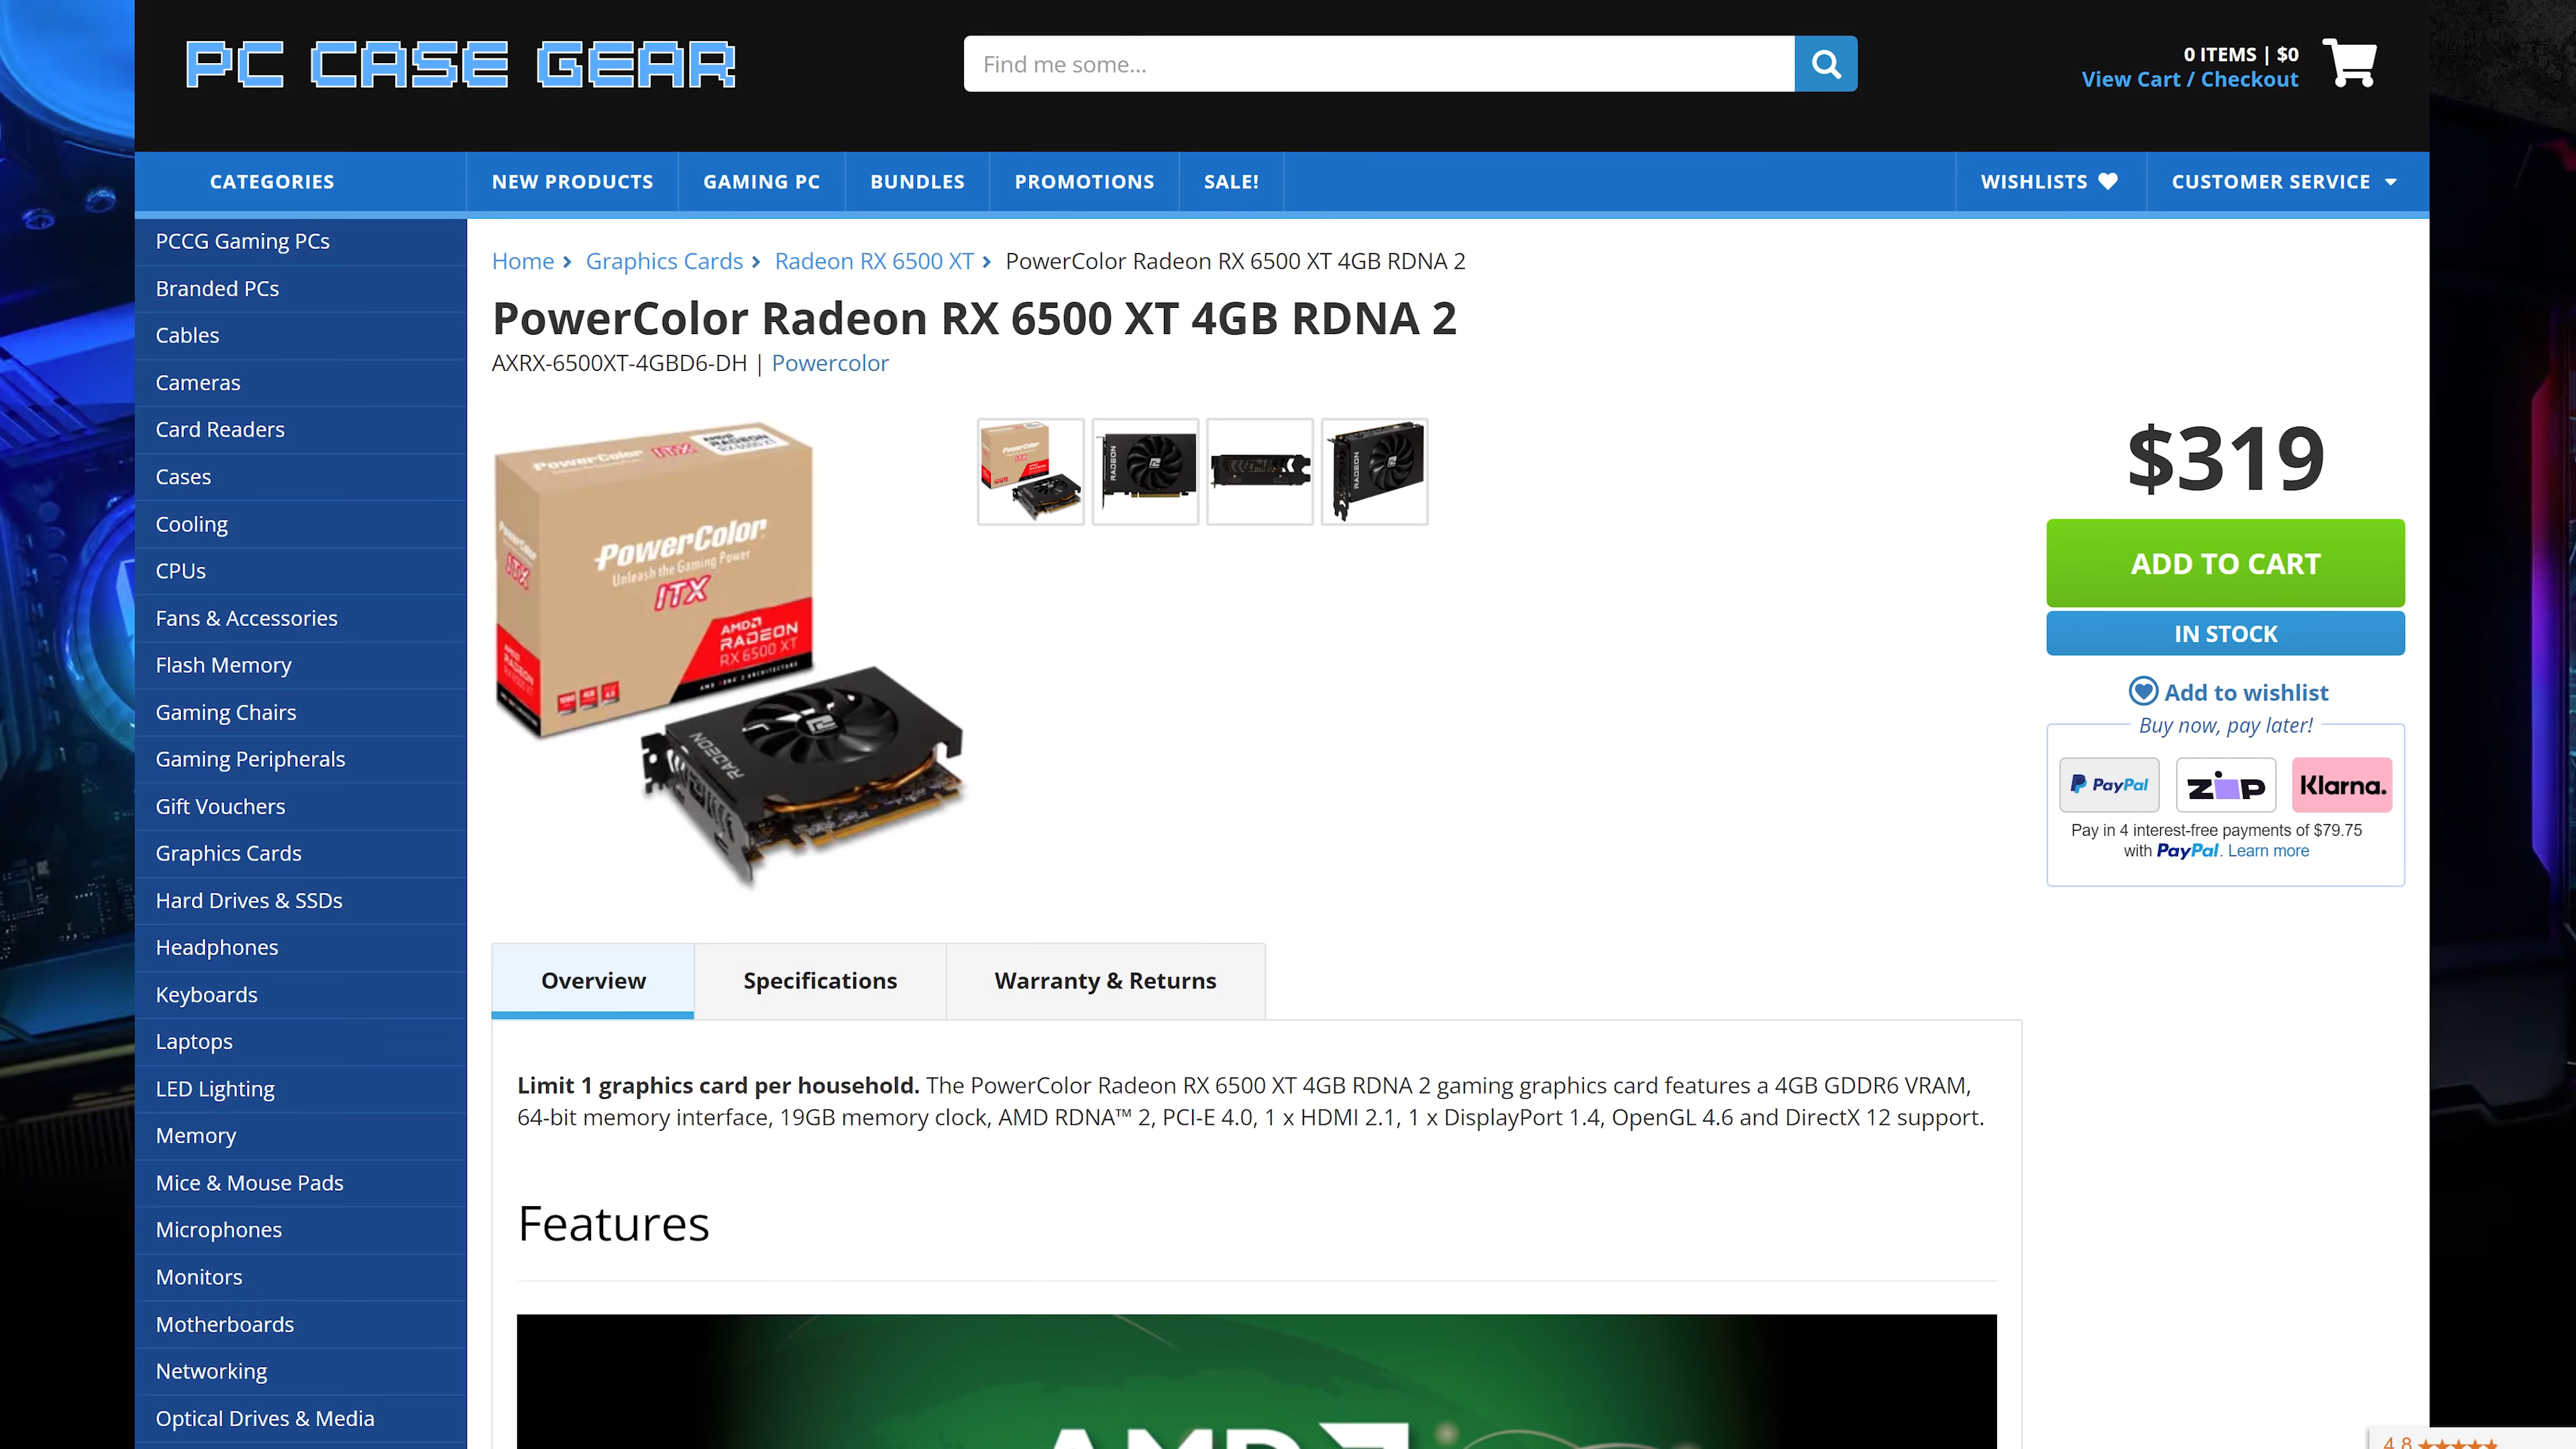 PC CASE GEAR
Find me some...
0 ITEMS | $0
View Cart / Checkout
CATEGORIES
NEW PRODUCTS
GAMING PC
BUNDLES
PROMOTIONS
SALE!
WISHLISTS
CUSTOMER SERVICE
PCCG Gaming PCs
Branded PCs
Cables
Cameras
Card Readers
Cases
Cooling
CPUs
Fans & Accessories
Flash Memory
Gaming Chairs
Gaming Peripherals
Gift Vouchers
Graphics Cards
Hard Drives & SSDs
Headphones
Keyboards
Laptops
LED Lighting
Memory
Mice & Mouse Pads
Microphones
Monitors
Motherboards
Networking
Optical Drives & Media
Home > Graphics Cards > Radeon RX 6500 XT > PowerColor Radeon RX 6500 XT 4GB RDNA 2
PowerColor Radeon RX 6500 XT 4GB RDNA 2
AXRX-6500XT-4GBD6-DH | Powercolor
PowerColor ITX
AMD
RADEON
RX 6500 XT
PowerColor
Unleash the Gaming Power
ITX
AMD
RADEON
RX 6500 XT
RADEON
$319
ADD TO CART
IN STOCK
Add to wishlist
Buy now, pay later!
PayPal
zip
Klarna.
Pay in 4 interest-free payments of $79.75
with PayPal. Learn more
Overview
Specifications
Warranty & Returns
Limit 1 graphics card per household. The PowerColor Radeon RX 6500 XT 4GB RDNA 2 gaming graphics card features a 4GB GDDR6 VRAM,
64-bit memory interface, 19GB memory clock, AMD RDNA™ 2, PCI-E 4.0, 1 x HDMI 2.1, 1 x DisplayPort 1.4, OpenGL 4.6 and DirectX 12 support.
Features
AMD
4.8